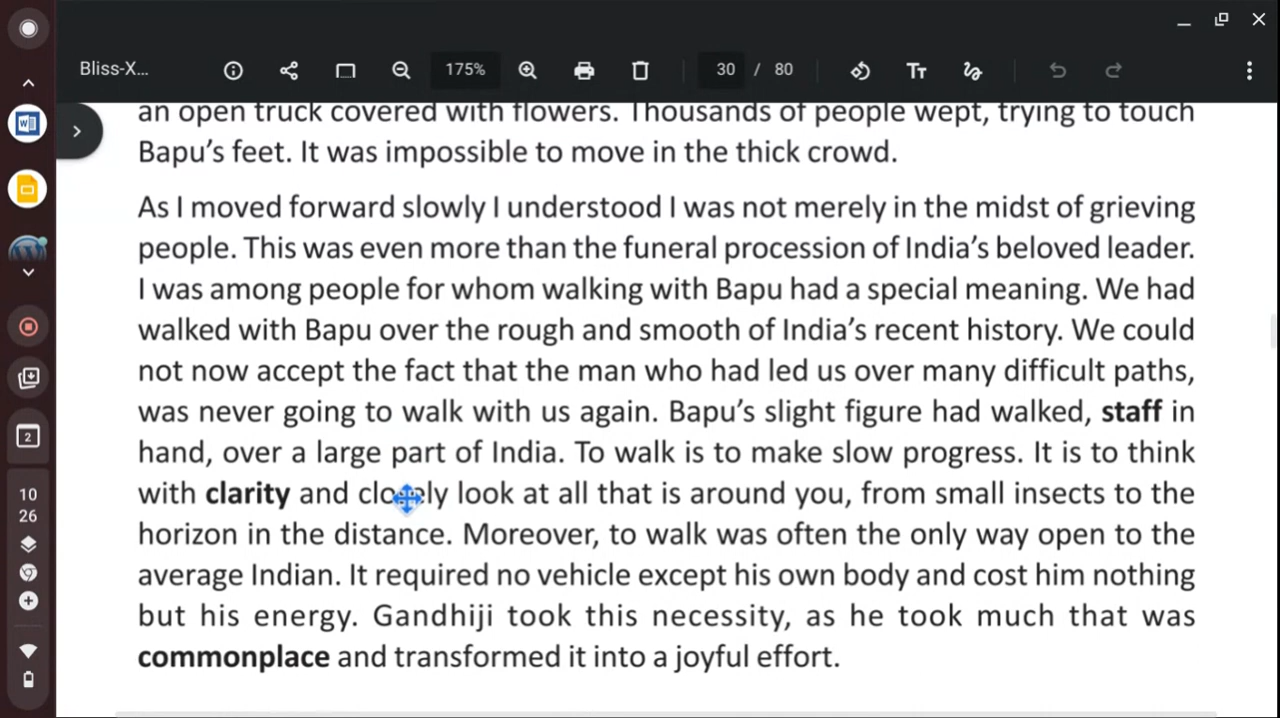 Bliss-X...
175%
30 / 80
TT
an open truck covered with flowers. Thousands of people wept, trying to touch
Bapu's feet. It was impossible to move in the thick crowd.
As I moved forward slowly I understood I was not merely in the midst of grieving
people. This was even more than the funeral procession of India's beloved leader.
I was among people for whom walking with Bapu had a special meaning. We had
walked with Bapu over the rough and smooth of India's recent history. We could
not now accept the fact that the man who had led us over many difficult paths,
was never going to walk with us again. Bapu's slight figure had walked, staff in
hand, over a large part of India. To walk is to make slow progress. It is to think
with clarity and closely look at all that is around you, from small insects to the
horizon in the distance. Moreover, to walk was often the only way open to the
average Indian. It required no vehicle except his own body and cost him nothing
but his energy. Gandhiji took this necessity, as he took much that was
commonplace and transformed it into a joyful effort.
W
2
10
26